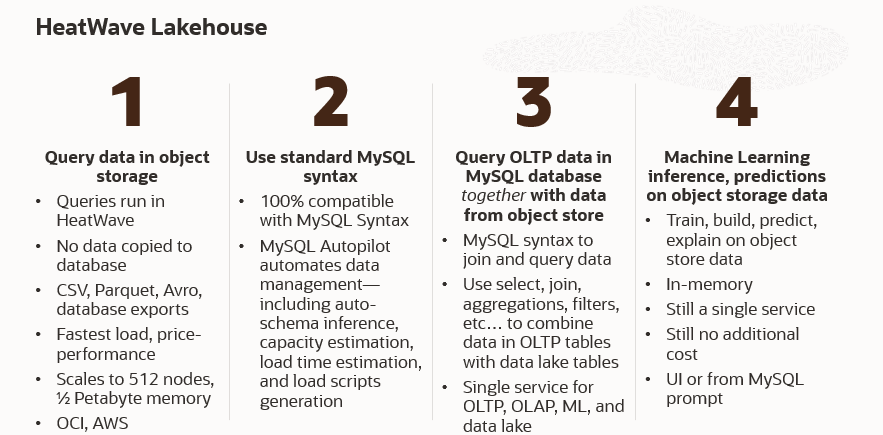 HeatWave Lakehouse
1
Query data in object
storage
• Queries run in
HeatWave
• No data copied to
database
• CSV, Parquet, Avro,
database exports
• Fastest load, price-
performance
• Scales to 512 nodes,
½ Petabyte memory
• OCI, AWS
2
Use standard MySQL
syntax
• 100% compatible
with MySQL Syntax
• MySQL Autopilot
automates data
management—
including auto-
schema inference,
capacity estimation,
load time estimation,
and load scripts
generation
3
Query OLTP data in
MySQL database
together with data
from object store
• MySQL syntax to
join and query data
• Use select, join,
aggregations, filters,
etc… to combine
data in OLTP tables
with data lake tables
• Single service for
OLTP, OLAP, ML, and
data lake
4
Machine Learning
inference, predictions
on object storage data
• Train, build, predict,
explain on object
store data
• In-memory
• Still a single service
• Still no additional
cost
• UI or from MySQL
prompt